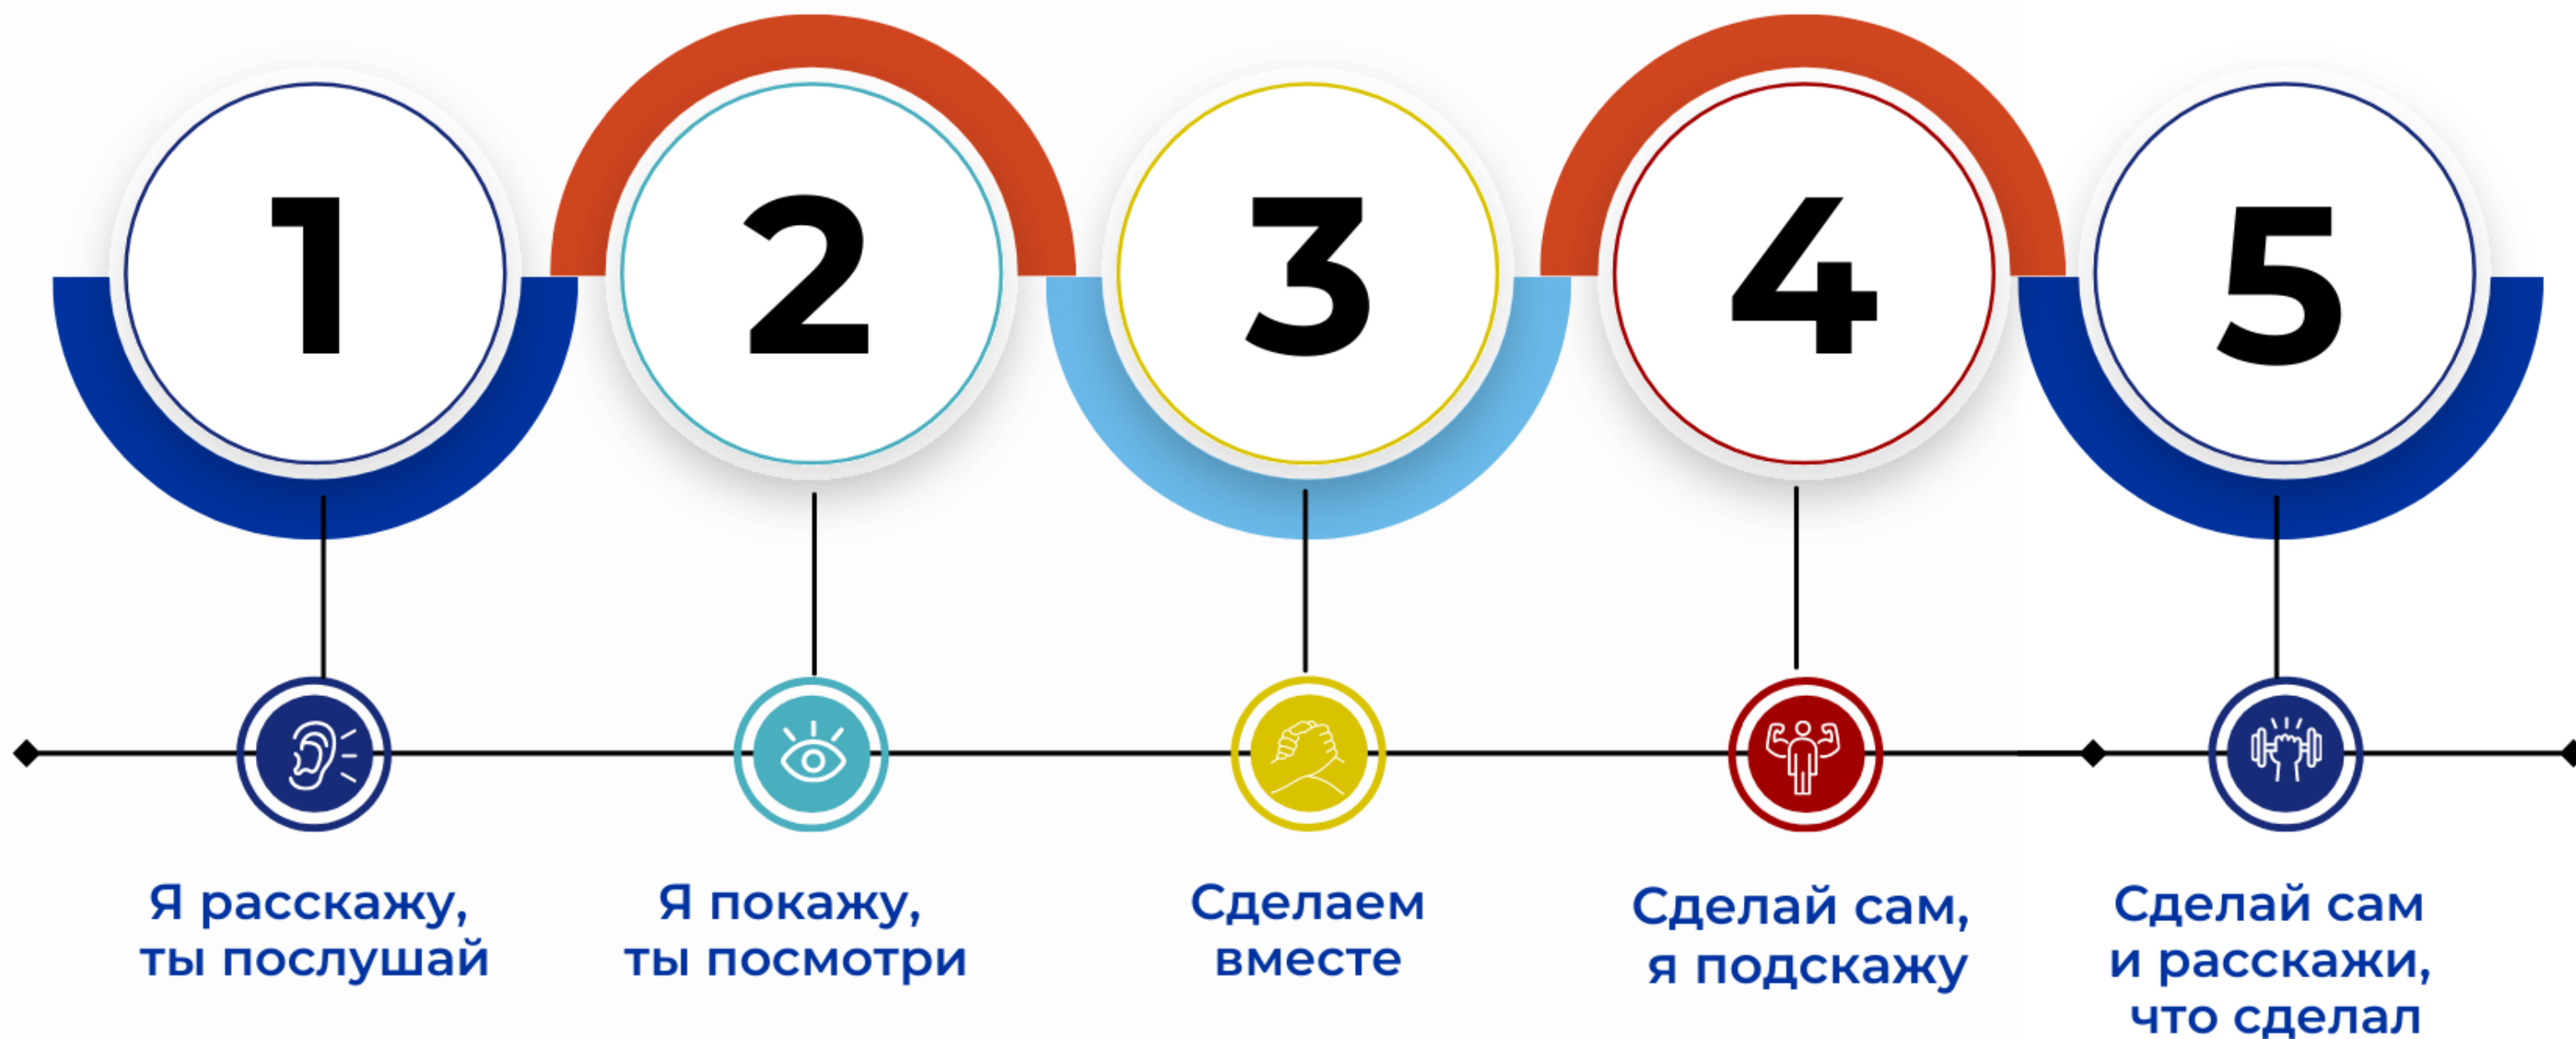 1
2
3
4
5
Я расскажу,
ты послушай
Я покажу,
ты посмотри
Сделаем
вместе
Сделай сам,
я подскажу
Сделай сам
и расскажи,
что сделал